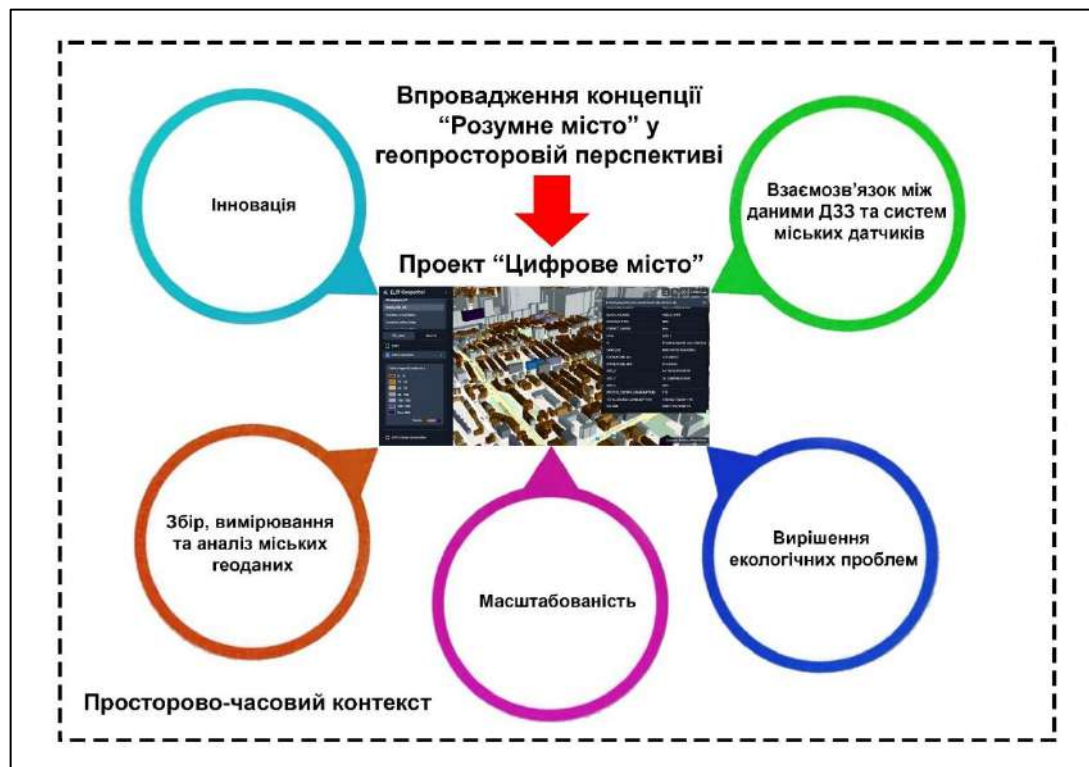 Впровадження концепції
“Розумне місто” у
геопросторовій перспективі
Інновація
Взаємозв’язок між
даними ДЗЗ та систем
міських датчиків
Проект “Цифрове місто”
Збір, вимірювання
та аналіз міських
геоданих
Масштабованість
Вирішення
екологічних проблем
Просторово-часовий контекст